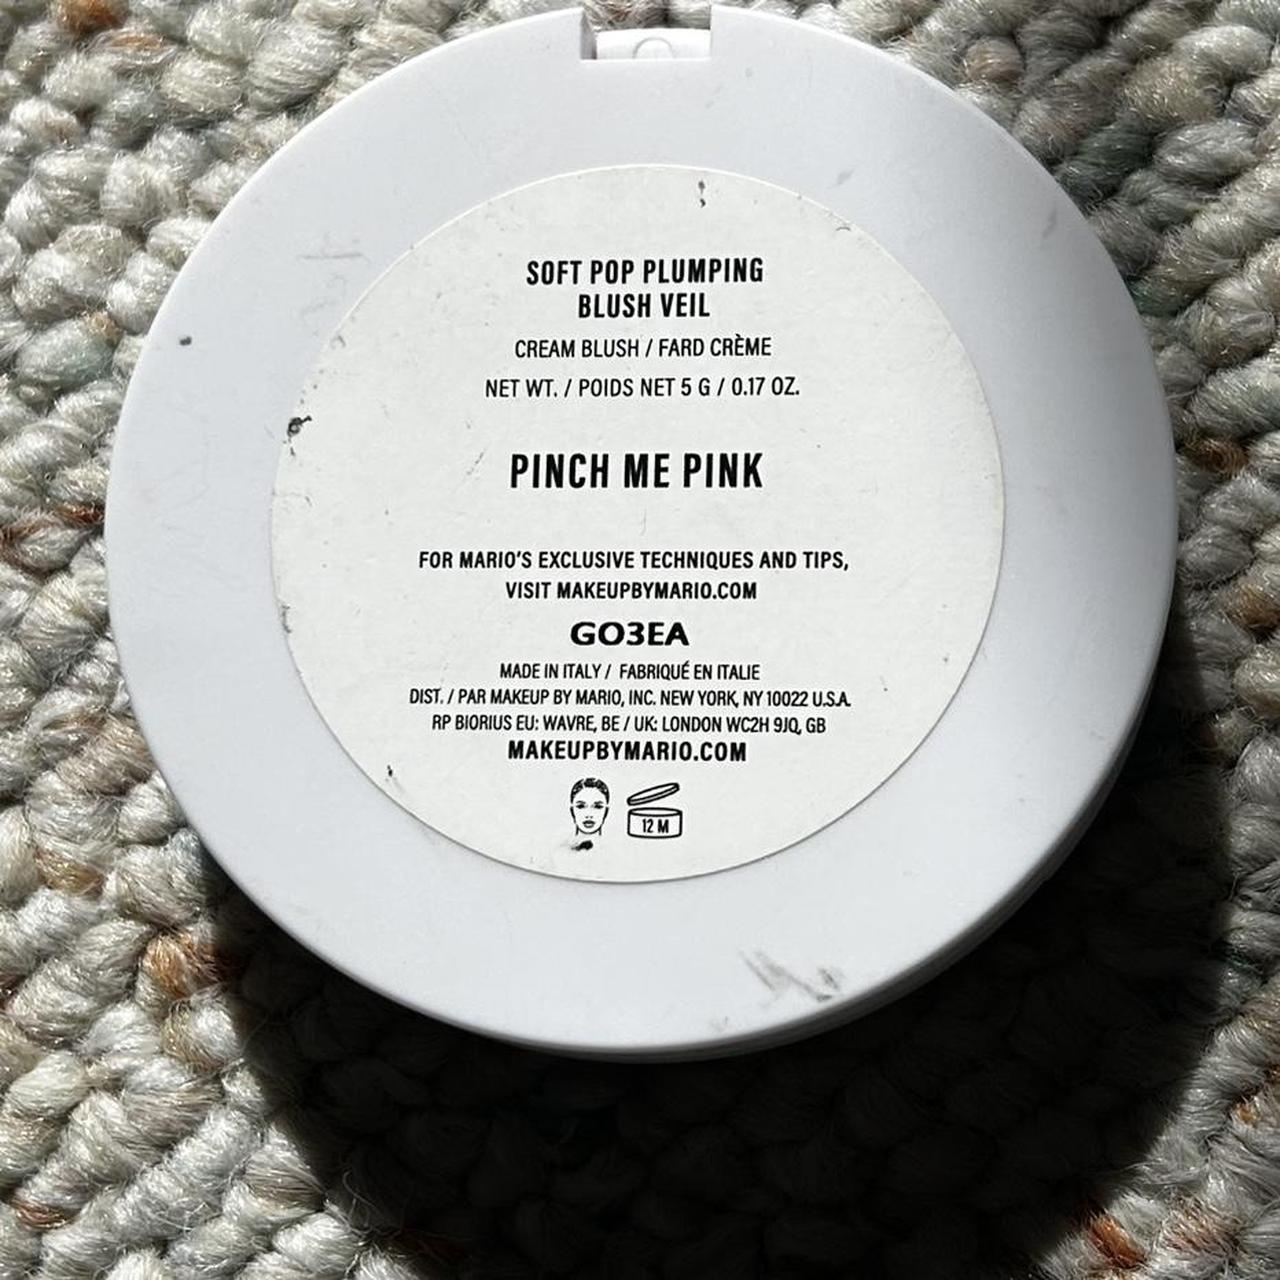 SOFT POP PLUMPING
BLUSH VEIL
CREAM BLUSH / FARD CRÈME
NET WT. / POIDS NET 5 G / 0.17 OZ.
PINCH ME PINK
FOR MARIO'S EXCLUSIVE TECHNIQUES AND TIPS,
VISIT MAKEUPBYMARIO.COM
GO3EA
MADE IN ITALY / FABRIQUÉ EN ITALIE
DIST. / PAR MAKEUP BY MARIO, INC. NEW YORK, NY 10022 U.S.A.
RP BIORIUS EU: WAVRE, BE / UK: LONDON WC2H 9JQ, GB
MAKEUPBYMARIO.COM
12 M